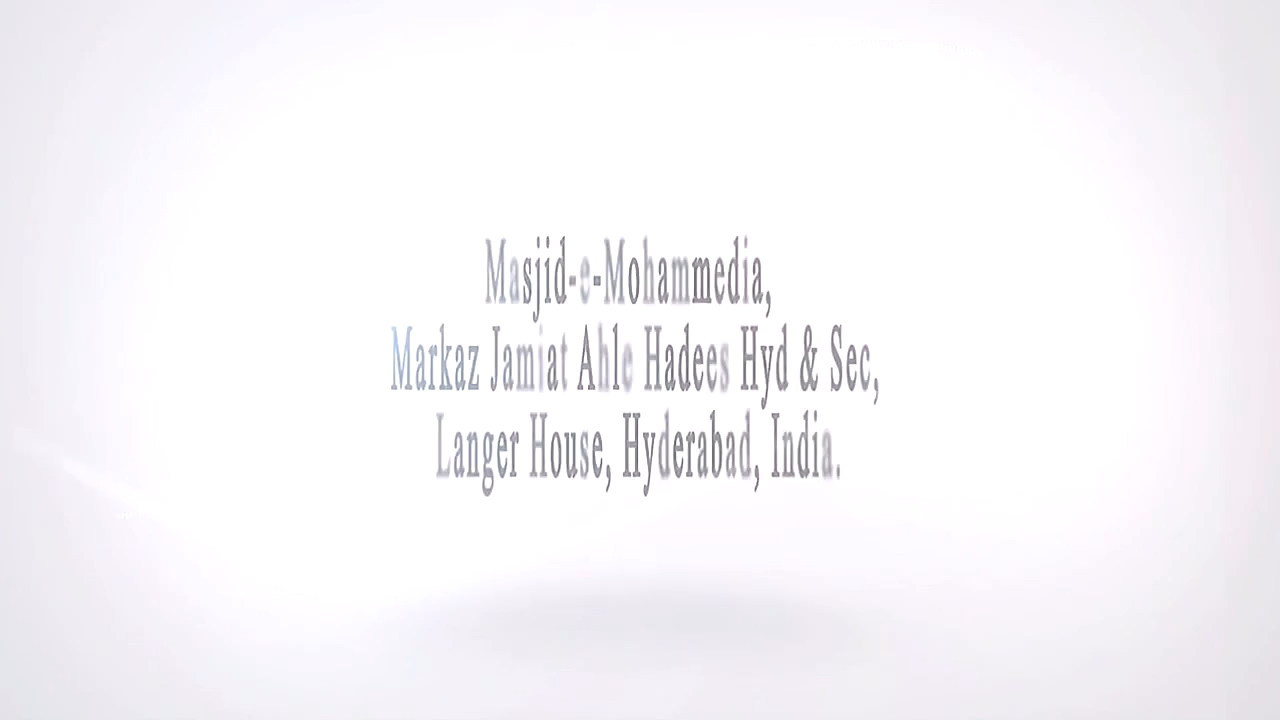 Masjid-e-Mohammedia,
Markaz Jamiat Ahle Hadees Hyd & Sec,
Langer House, Hyderabad, India.